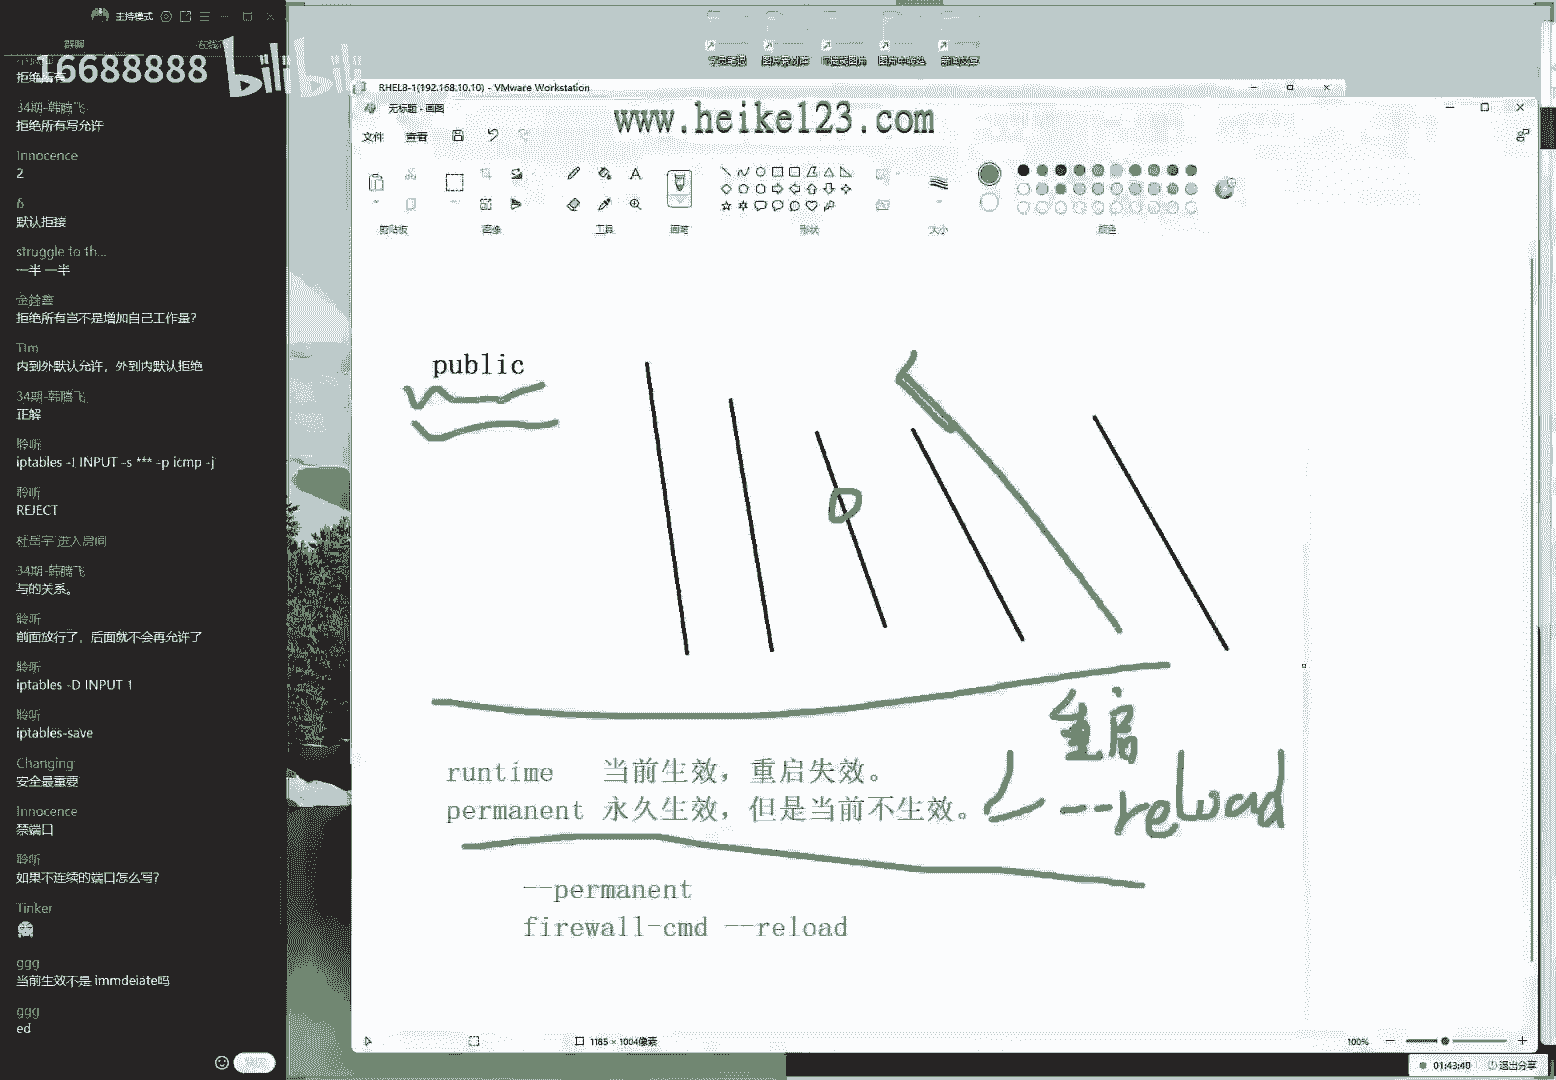 主持模式
16688888 bilibili
拒绝所有
34期-韩腾飞
拒绝所有写允许
Innocence
2
6
默认拒接
struggle to th...
一半 一半
金鑫鑫
拒绝所有岂不是增加自己工作量?
Tim
内到外默认允许，外到内默认拒绝
34期-韩腾飞
正解
聆听
iptables -I INPUT -s *** -p icmp -j
聆听
REJECT
杜岳宇 进入房间
34期-韩腾飞
与的关系。
聆听
前面放行了，后面就不会再允许了
聆听
iptables -D INPUT 1
聆听
iptables-save
Changing
安全最重要
Innocence
禁端口
聆听
如果不连续的端口怎么写?
Tinker
ggg
当前生效不是 immdeiate吗
ggg
ed
RHEL8-1(192.168.10.10) - VMware Workstation
无标题 - 画图
www.heike123.com
文件 查看
剪贴板 图像 工具 画笔 形状 大小 颜色
public
重启
runtime 当前生效，重启失效。
permanent 永久生效，但是当前不生效。 --reload
--permanent
firewall-cmd --reload
1185 × 1004像素
100%
01:43:40 退出分享